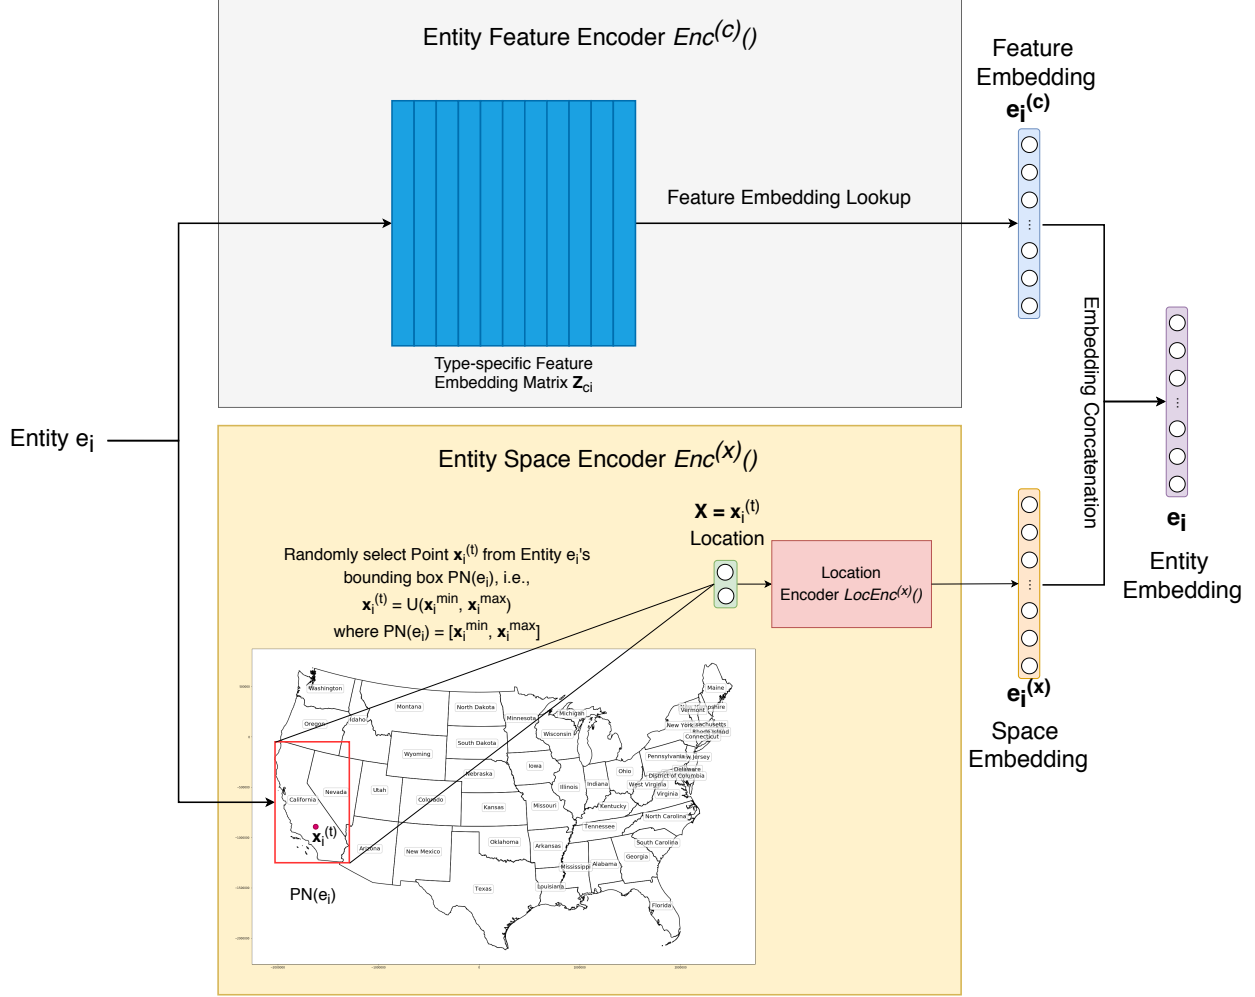 Entity Feature Encoder Enc(c)()
Feature
Embedding
ei(c)
Feature Embedding Lookup
Type-specific Feature
Embedding Matrix Zci
Embedding Concatenation
Entity ei
ei
Entity
Embedding
Entity Space Encoder Enc(x)()
X = xi(t)
Location
Randomly select Point xi(t) from Entity ei's
bounding box PN(ei), i.e.,
xi(t) = U(ximin, ximax)
where PN(ei) = [ximin, ximax]
Location
Encoder LocEnc(x)()
ei(x)
Space
Embedding
Washington
Montana
North Dakota
Minnesota
Michigan
Maine
Vermont
Oregon
Idaho
Wyoming
South Dakota
Wisconsin
New York
Connecticut
Nebraska
Iowa
Pennsylvania
California
Nevada
Utah
Colorado
Kansas
Missouri
Illinois
Indiana
Ohio
Delaware
District of Columbia
West Virginia
Virginia
Kentucky
North Carolina
Tennessee
xi(t)
Arizona
New Mexico
Oklahoma
Arkansas
South Carolina
Mississippi
Alabama
Georgia
Texas
Louisiana
Florida
PN(ei)